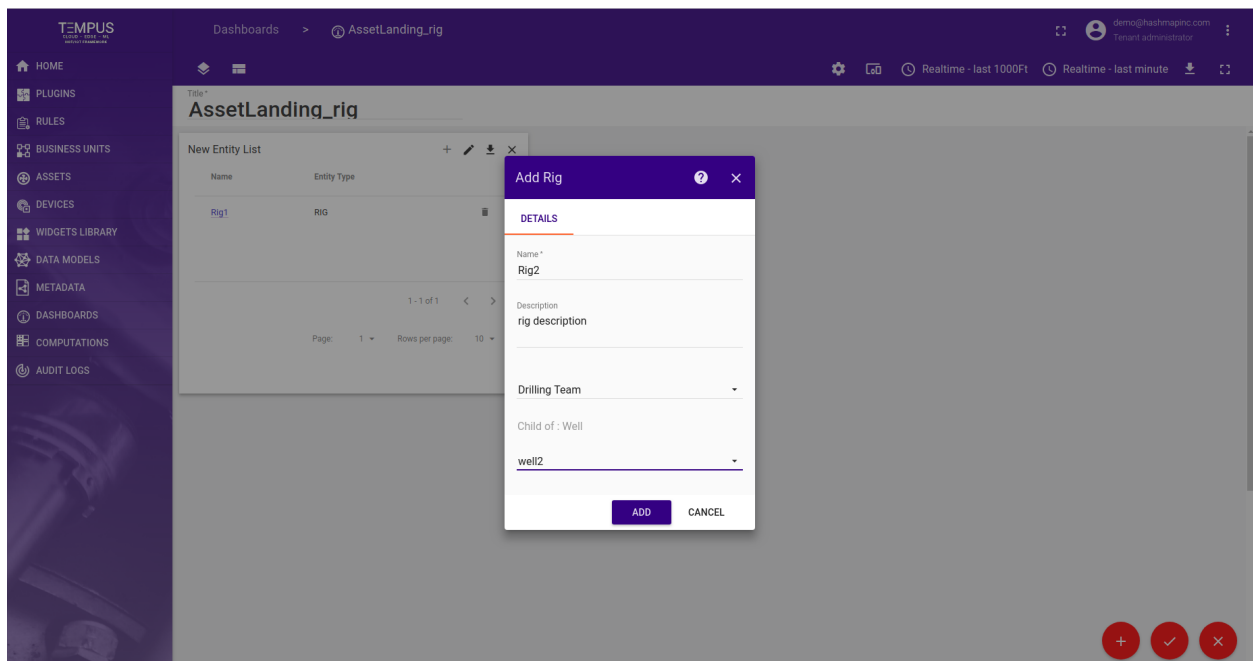 TEMPUS
CLOUD - EDGE - ML
Dashboards > AssetLanding_rig
demo@hashmapinc.com
Tenant administrator
HOME
Realtime - last 1000Ft
Realtime - last minute
PLUGINS
Title *
AssetLanding_rig
RULES
BUSINESS UNITS
New Entity List
ASSETS
Name Entity Type
DEVICES
Rig1 RIG
WIDGETS LIBRARY
DATA MODELS
METADATA
1 - 1 of 1
DASHBOARDS
Page: 1 Rows per page: 10
COMPUTATIONS
AUDIT LOGS
Add Rig
DETAILS
Name *
Rig2
Description
rig description
Drilling Team
Child of : Well
well2
ADD CANCEL